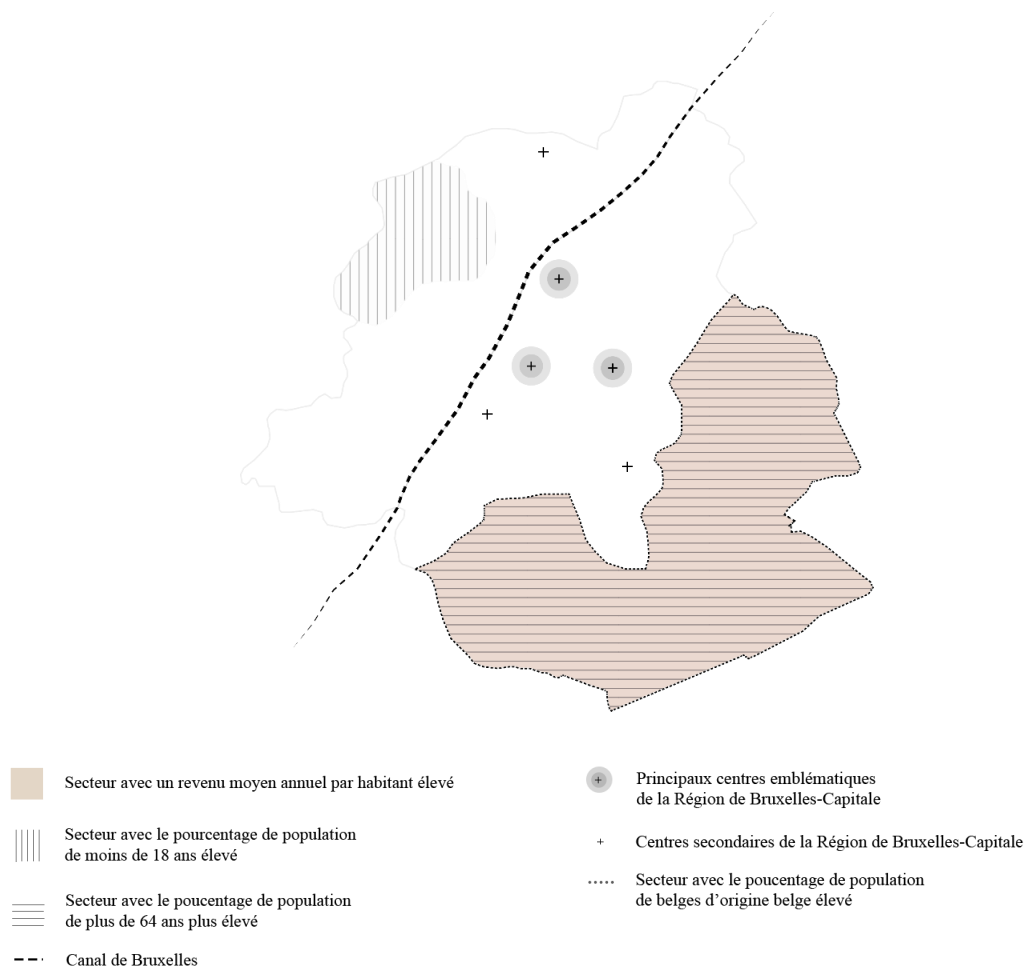 Secteur avec un revenu moyen annuel par habitant élevé
Secteur avec le pourcentage de population
de moins de 18 ans élevé
Secteur avec le poucentage de population
de plus de 64 ans plus élevé
Canal de Bruxelles
Principaux centres emblématiques
de la Région de Bruxelles-Capitale
Centres secondaires de la Région de Bruxelles-Capitale
Secteur avec le poucentage de population
de belges d’origine belge élevé